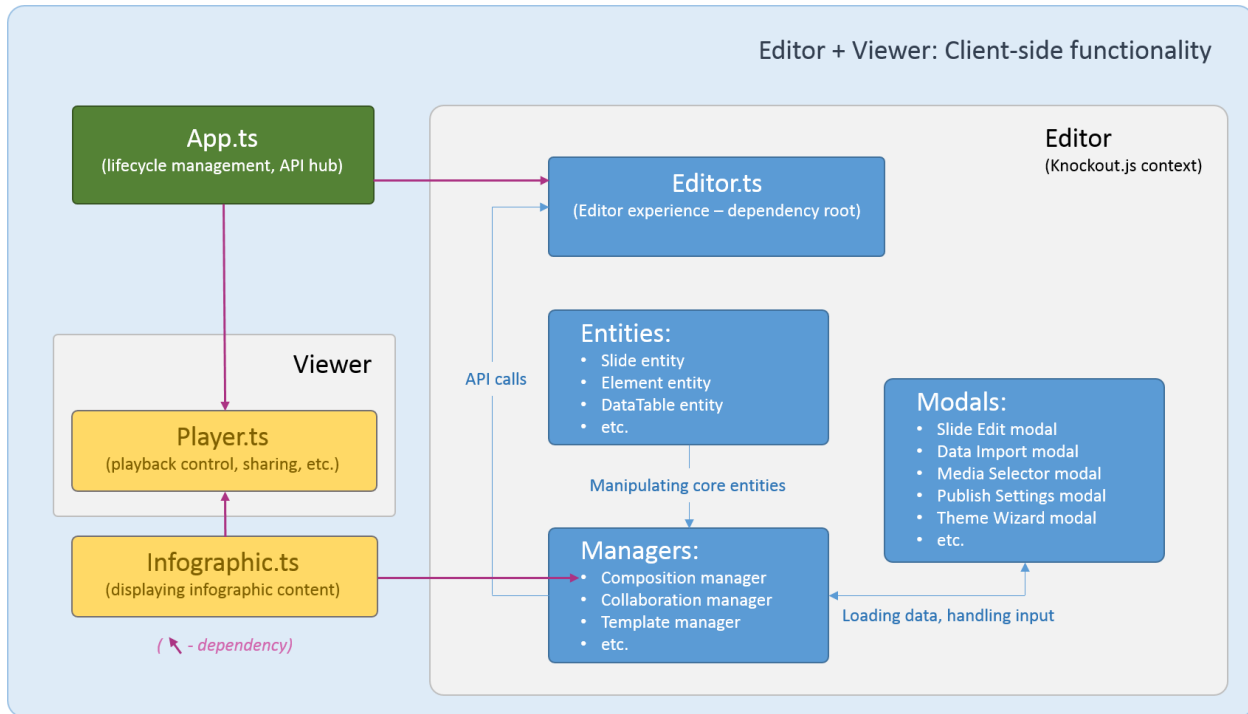 Editor + Viewer: Client-side functionality
App.ts
(lifecycle management, API hub)
Editor
(Knockout.js context)
Editor.ts
(Editor experience – dependency root)
Entities:
• Slide entity
• Element entity
• DataTable entity
• etc.
Viewer
API calls
Modals:
• Slide Edit modal
• Data Import modal
• Media Selector modal
• Publish Settings modal
• Theme Wizard modal
• etc.
Player.ts
(playback control, sharing, etc.)
Manipulating core entities
Infographic.ts
(displaying infographic content)
Managers:
• Composition manager
• Collaboration manager
• Template manager
• etc.
Loading data, handling input
( ↖ - dependency)